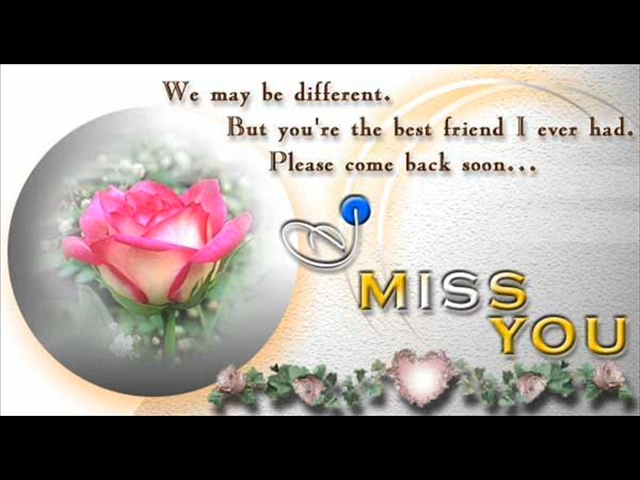 We may be different.
But you're the best friend I ever had.
Please come back soon...
I
MISS
YOU